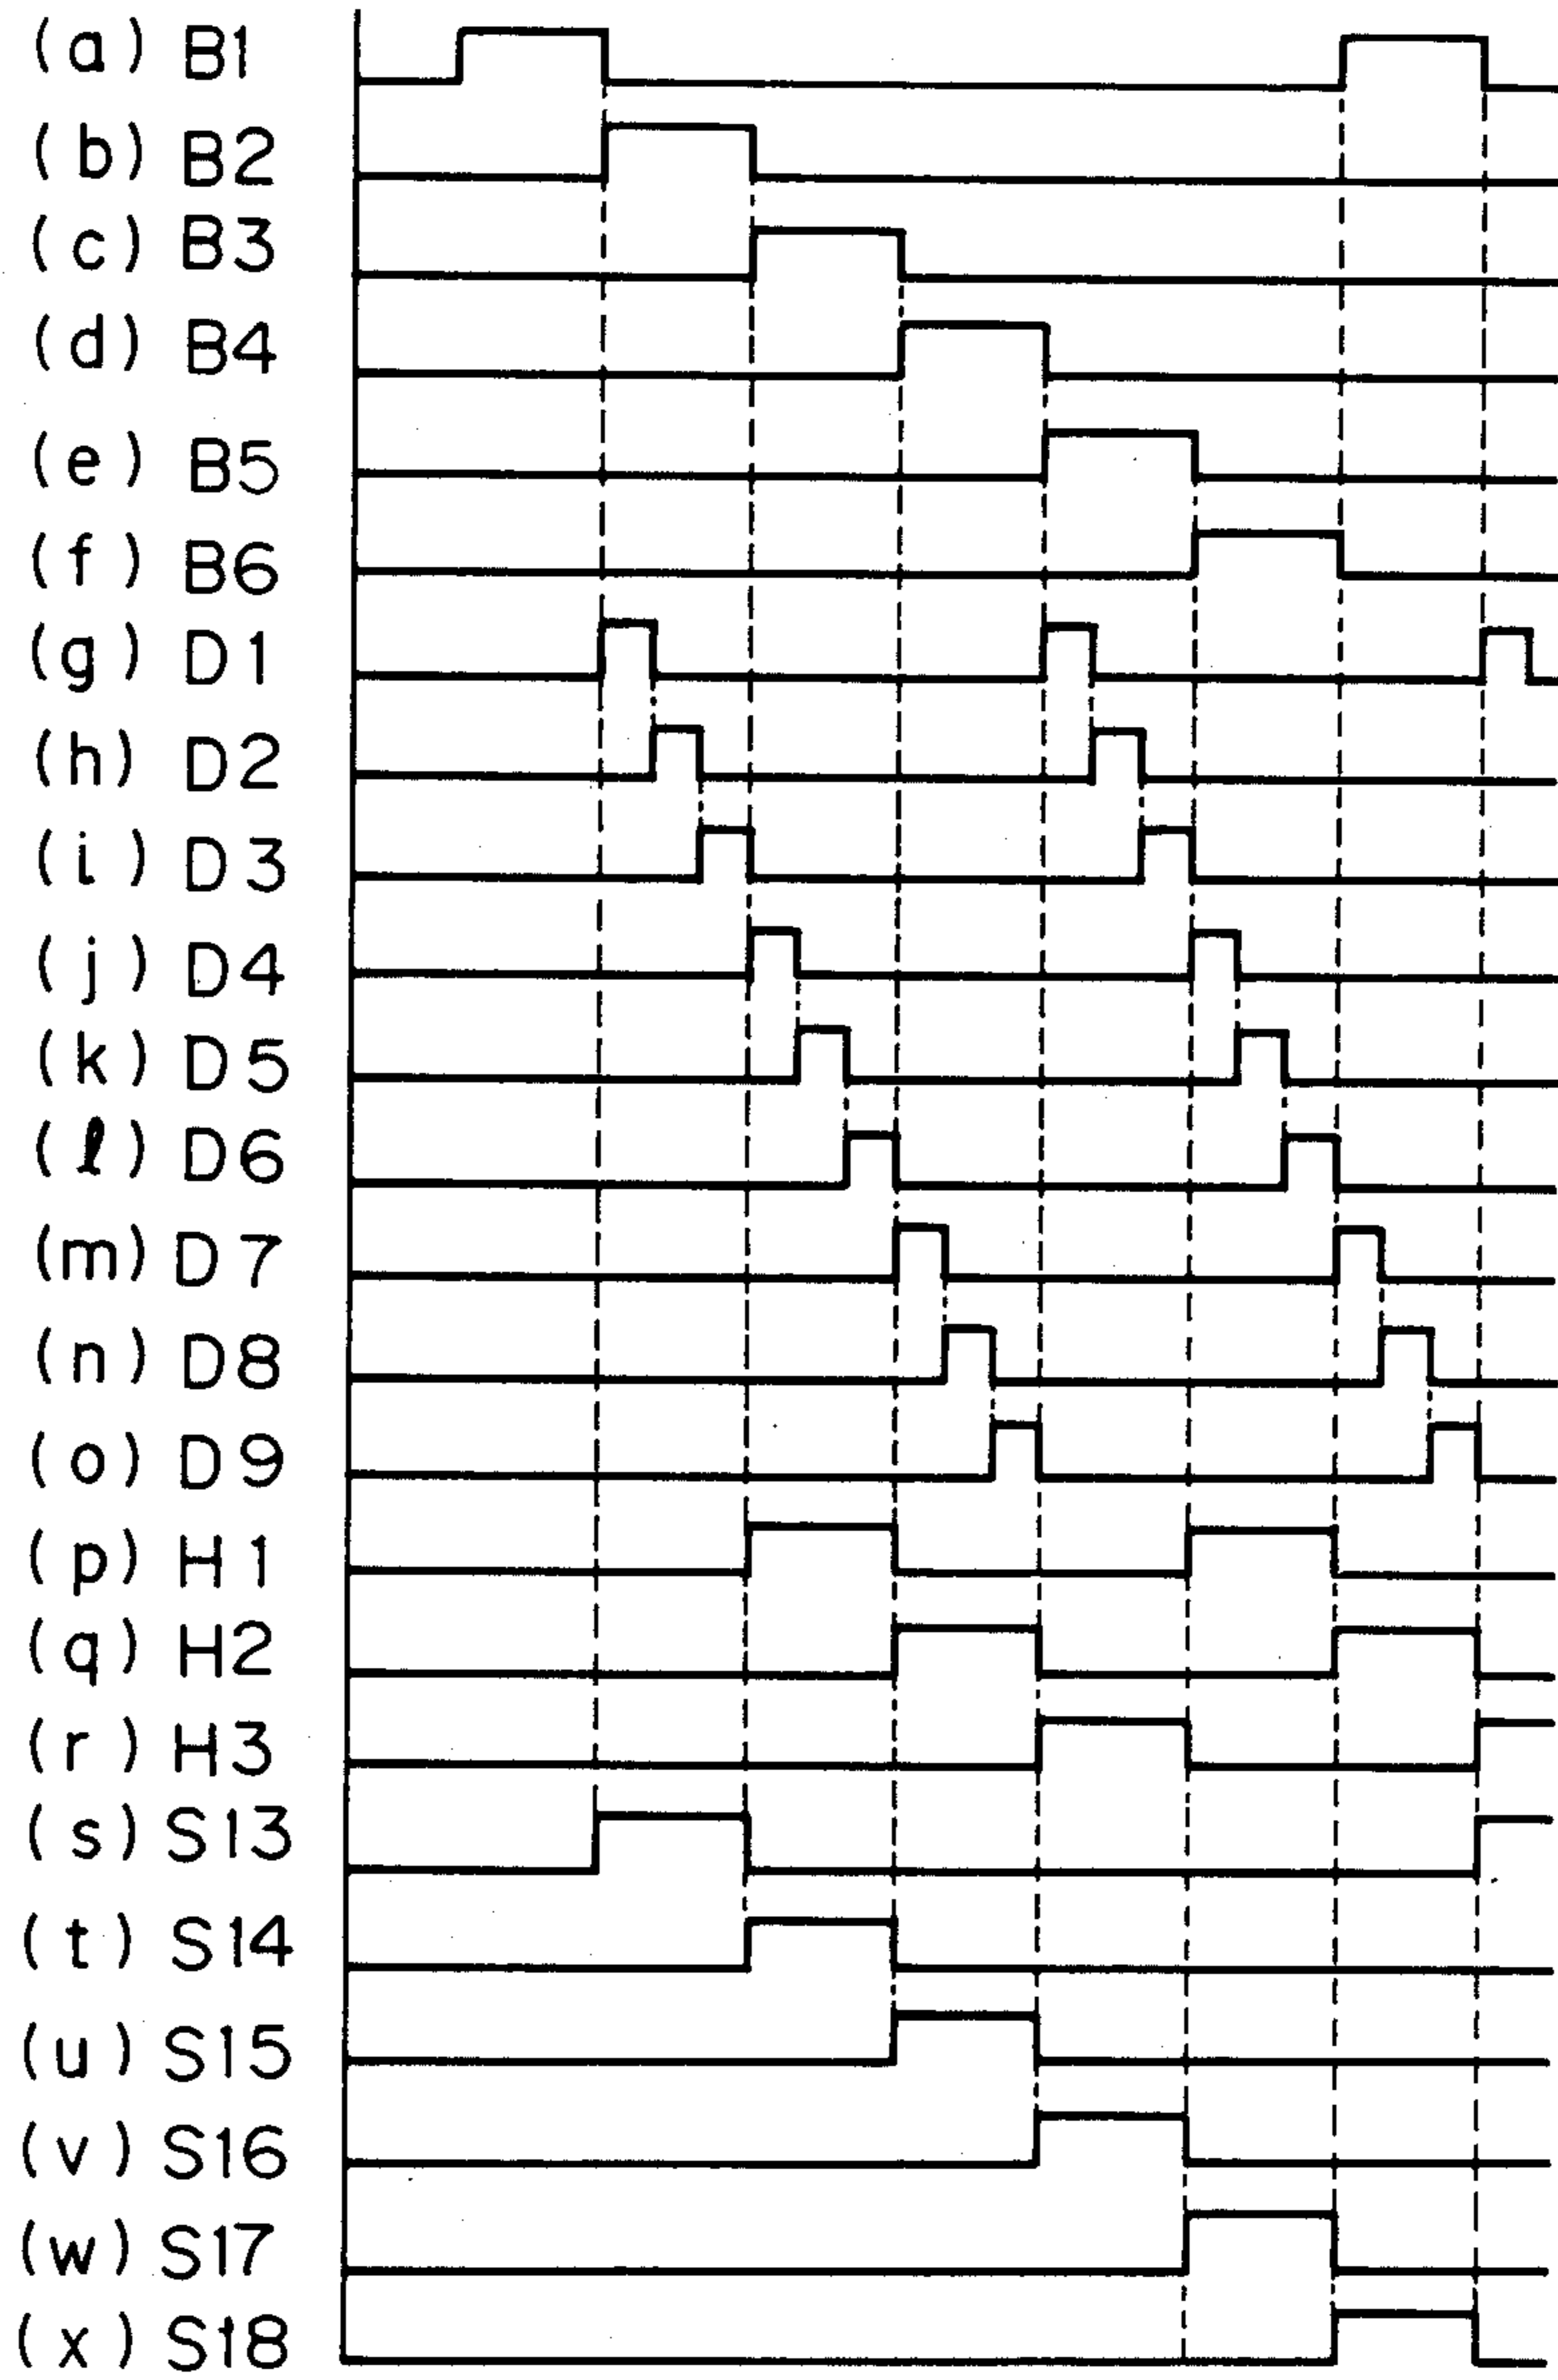 (a) B1
(b) B2
(c) B3
(d) B4
(e) B5
(f) B6
(g) D1
(h) D2
(i) D3
(j) D4
(k) D5
(ℓ) D6
(m) D7
(n) D8
(o) D9
(p) H1
(q) H2
(r) H3
(s) S13
(t) S14
(u) S15
(v) S16
(w) S17
(x) S18